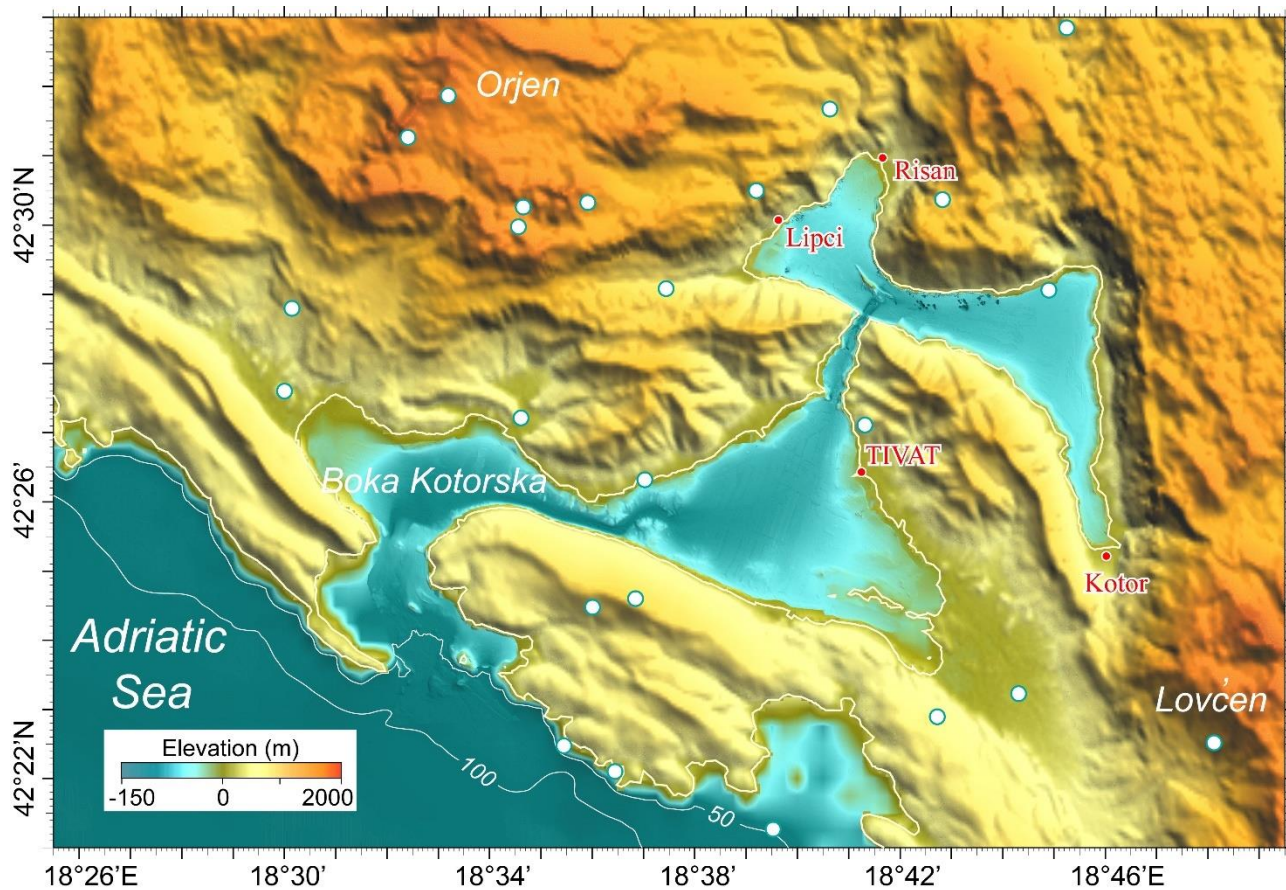 Orjen
Risan
42°30'N
Lipci
TIVAT
Boka Kotorska
42°26'
Kotor
Adriatic
Sea
Lovćen
Elevation (m)
-150 0 2000
100
50
42°22'N
18°26'E 18°30' 18°34' 18°38' 18°42' 18°46'E